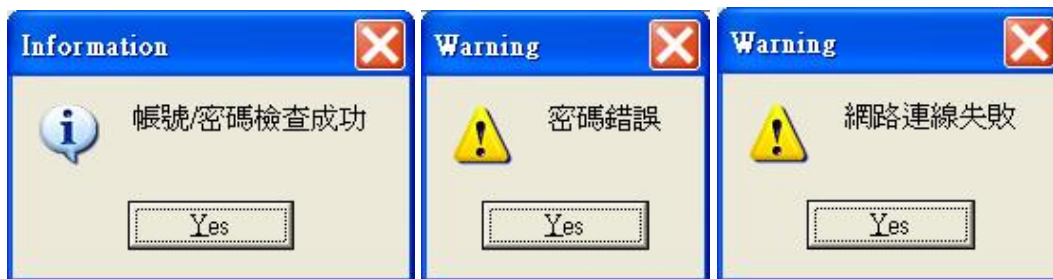 Information
帳號/密碼檢查成功
Yes
Warning
密碼錯誤
Yes
Warning
網路連線失敗
Yes